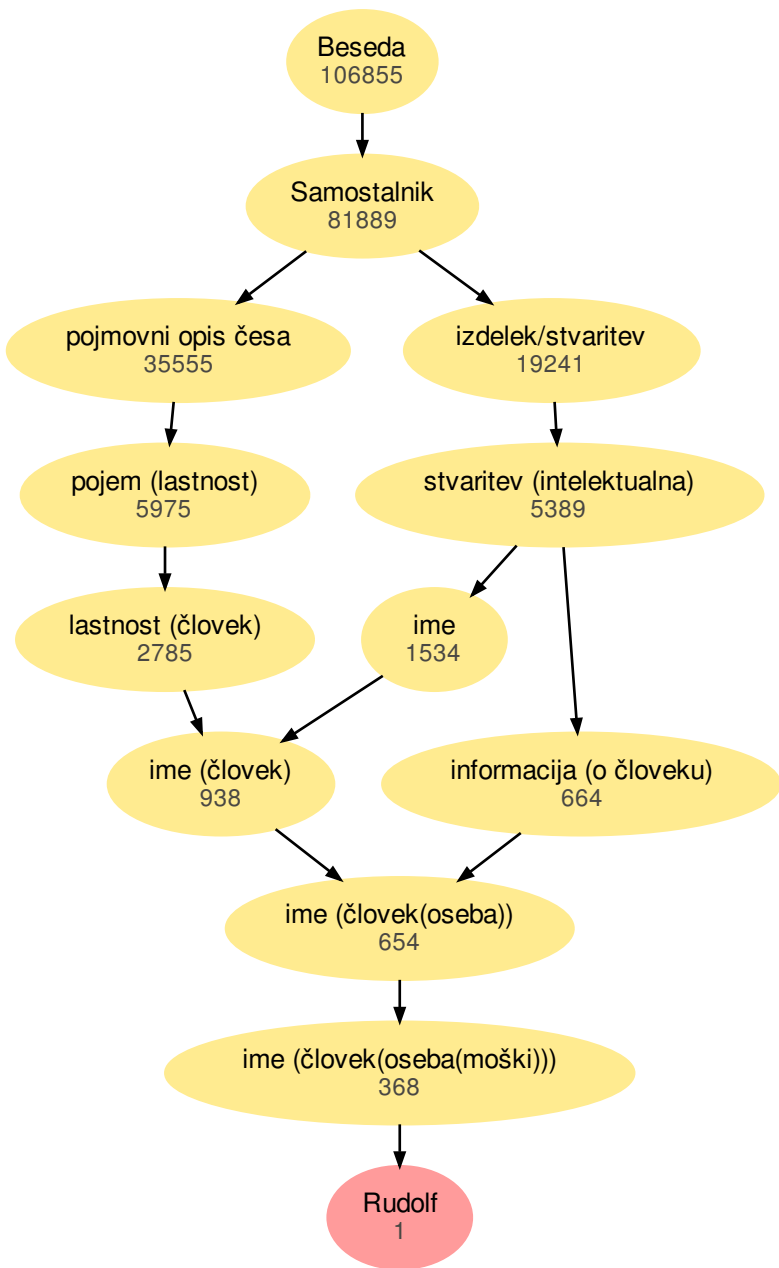 Beseda
106855
Samostalnik
81889
pojmovni opis česa
35555
izdelek/stvaritev
19241
pojem (lastnost)
5975
stvaritev (intelektualna)
5389
lastnost (človek)
2785
ime
1534
ime (človek)
938
informacija (o človeku)
664
ime (človek(oseba))
654
ime (človek(oseba(moški)))
368
Rudolf
1